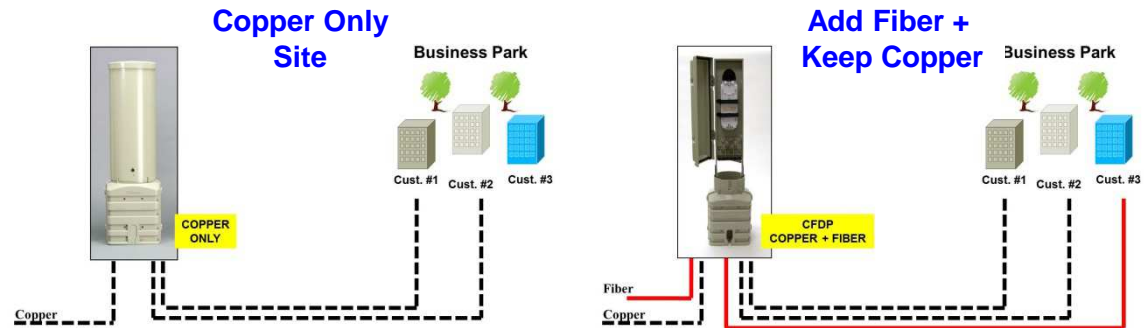 Copper Only
Site
Business Park
Cust. #1
Cust. #2
Cust. #3
COPPER
ONLY
Copper
Add Fiber +
Keep Copper
Business Park
Cust. #1
Cust. #2
Cust. #3
CFDP
COPPER + FIBER
Fiber
Copper